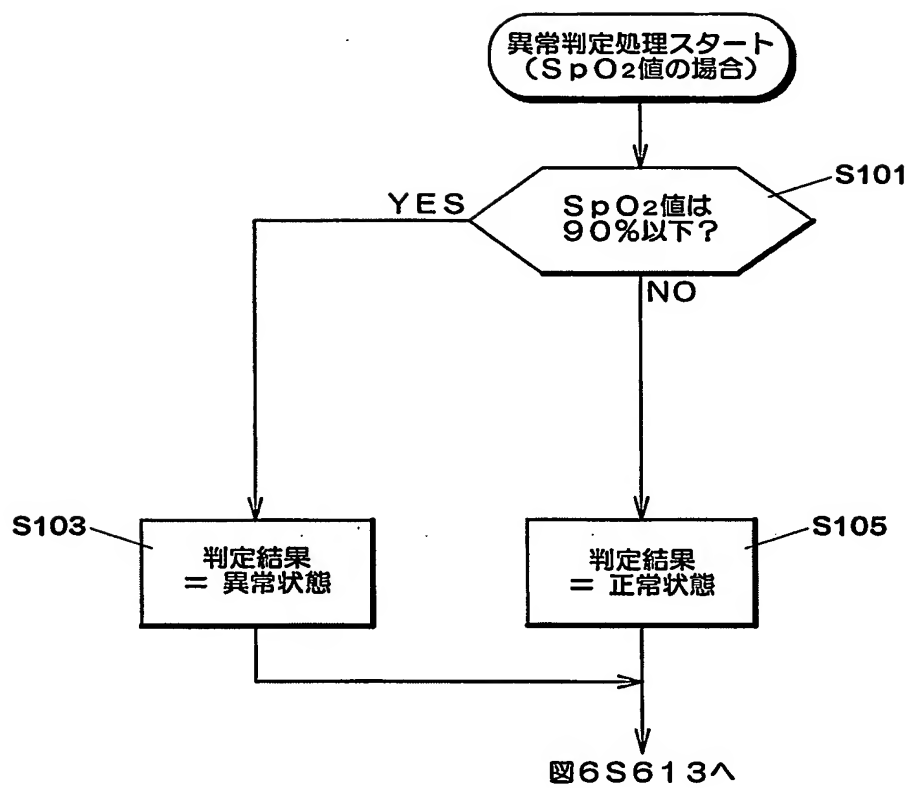 異常判定処理スタート
（SpO2値の場合）
S101
YES
SpO2値は
90%以下？
NO
S103
判定結果
＝ 異常状態
S105
判定結果
＝ 正常状態
図6S613へ